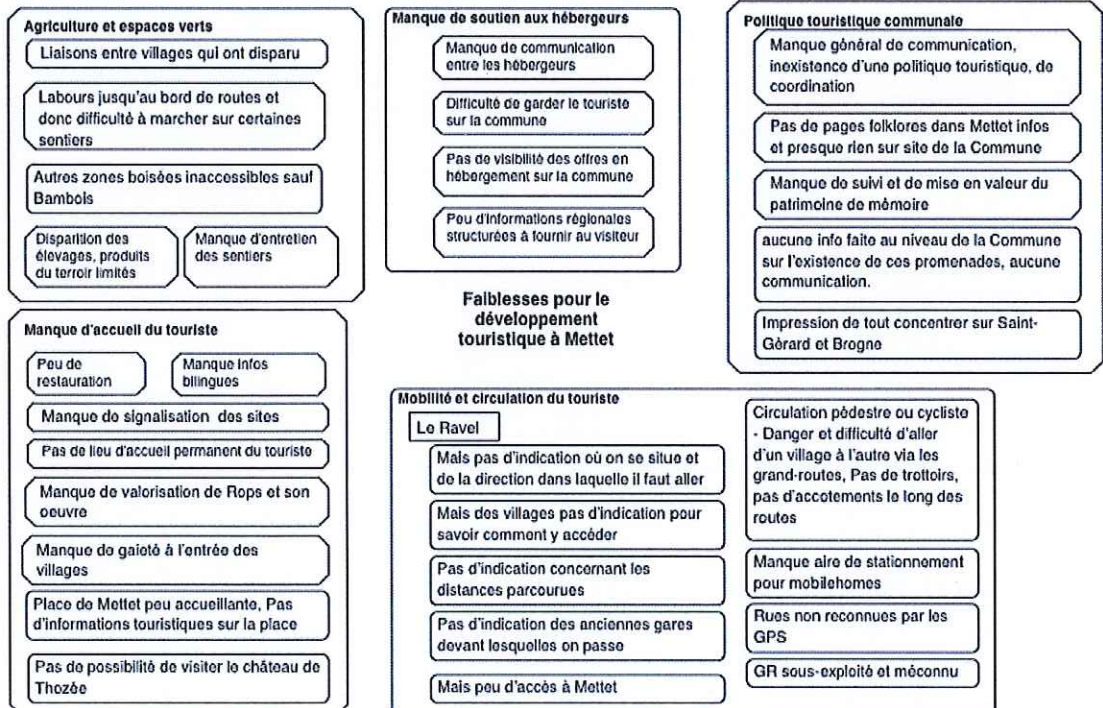 Agriculture et espaces verts
Liaisons entre villages qui ont disparu
Labours jusqu'au bord de routes et
donc difficulté à marcher sur certaines
sentiers
Autres zones boisées inaccessibles sauf
Bambois
Disparition des
élevages, produits
du terroir limités
Manque d'entretien
des sentiers
Manque de soutien aux hébergeurs
Manque de communication
entre les hébergeurs
Difficulté de garder le touriste
sur la commune
Pas de visibilité des offres en
hébergement sur la commune
Peu d'informations régionales
structurées à fournir au visiteur
Politique touristique communale
Manque général de communication,
inexistence d'une politique touristique, de
coordination
Pas de pages folklores dans Mettet infos
et presque rien sur site de la Commune
Manque de suivi et de mise en valeur du
patrimoine de mémoire
aucune info faite au niveau de la Commune
sur l'existence de ces promenades, aucune
communication.
Impression de tout concentrer sur Saint-
Gérard et Brogne
Faiblesses pour le
développement
touristique à Mettet
Manque d'accueil du touriste
Peu de
restauration
Manque infos
bilingues
Manque de signalisation des sites
Pas de lieu d'accueil permanent du touriste
Manque de valorisation de Rops et son
oeuvre
Manque de gaieté à l'entrée des
villages
Place de Mettet peu accueillante, Pas
d'informations touristiques sur la place
Pas de possibilité de visiter le château de
Thozée
Mobilité et circulation du touriste
Le Ravel
Mais pas d'indication où on se situe et
de la direction dans laquelle il faut aller
Mais des villages pas d'indication pour
savoir comment y accéder
Pas d'indication concernant les
distances parcourues
Pas d'indication des anciennes gares
devant lesquelles on passe
Mais peu d'accès à Mettet
Circulation pédestre ou cycliste
- Danger et difficulté d'aller
d'un village à l'autre via les
grand-routes, Pas de trottoirs,
pas d'accotements le long des
routes
Manque aire de stationnement
pour mobilehomes
Rues non reconnues par les
GPS
GR sous-exploité et méconnu